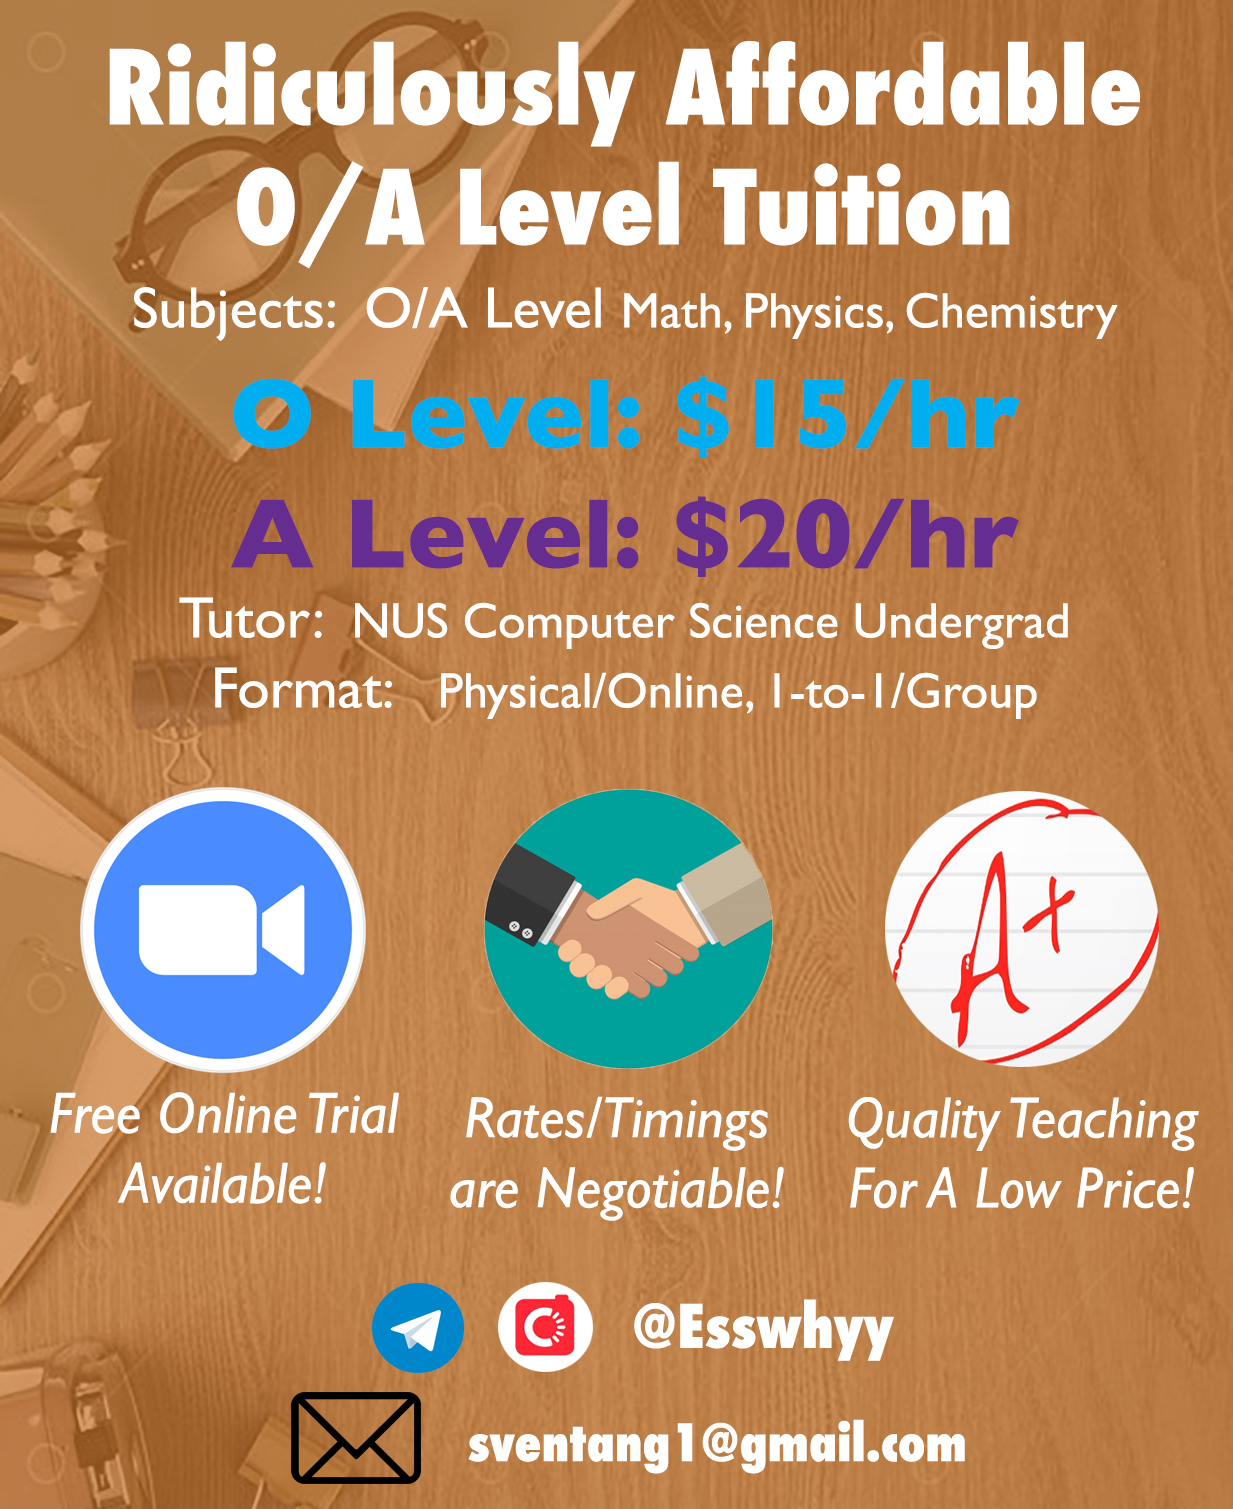 Ridiculously Affordable
O/A Level Tuition
Subjects: O/A Level Math, Physics, Chemistry
O Level: $15/hr
A Level: $20/hr
Tutor: NUS Computer Science Undergrad
Format: Physical/Online, 1-to-1/Group
A+
Free Online Trial
Available!
Rates/Timings
are Negotiable!
Quality Teaching
For A Low Price!
@Esswhyy
sventang1@gmail.com